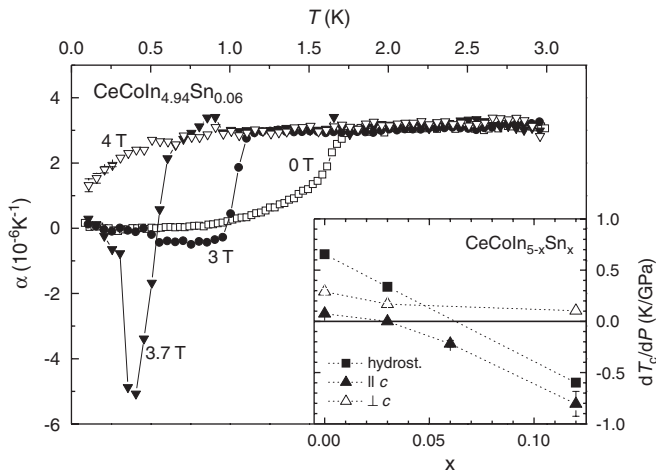 T (K)
0.0 0.5 1.0 1.5 2.0 2.5 3.0
CeCoIn4.94Sn0.06
4 T
0 T
3 T
3.7 T
α (10-6K-1)
4
2
0
-2
-4
-6
CeCoIn5-xSnx
hydrost.
|| c
⊥ c
1.0
0.5
0.0
-0.5
-1.0
dTc/dP (K/GPa)
0.00 0.05 0.10
x